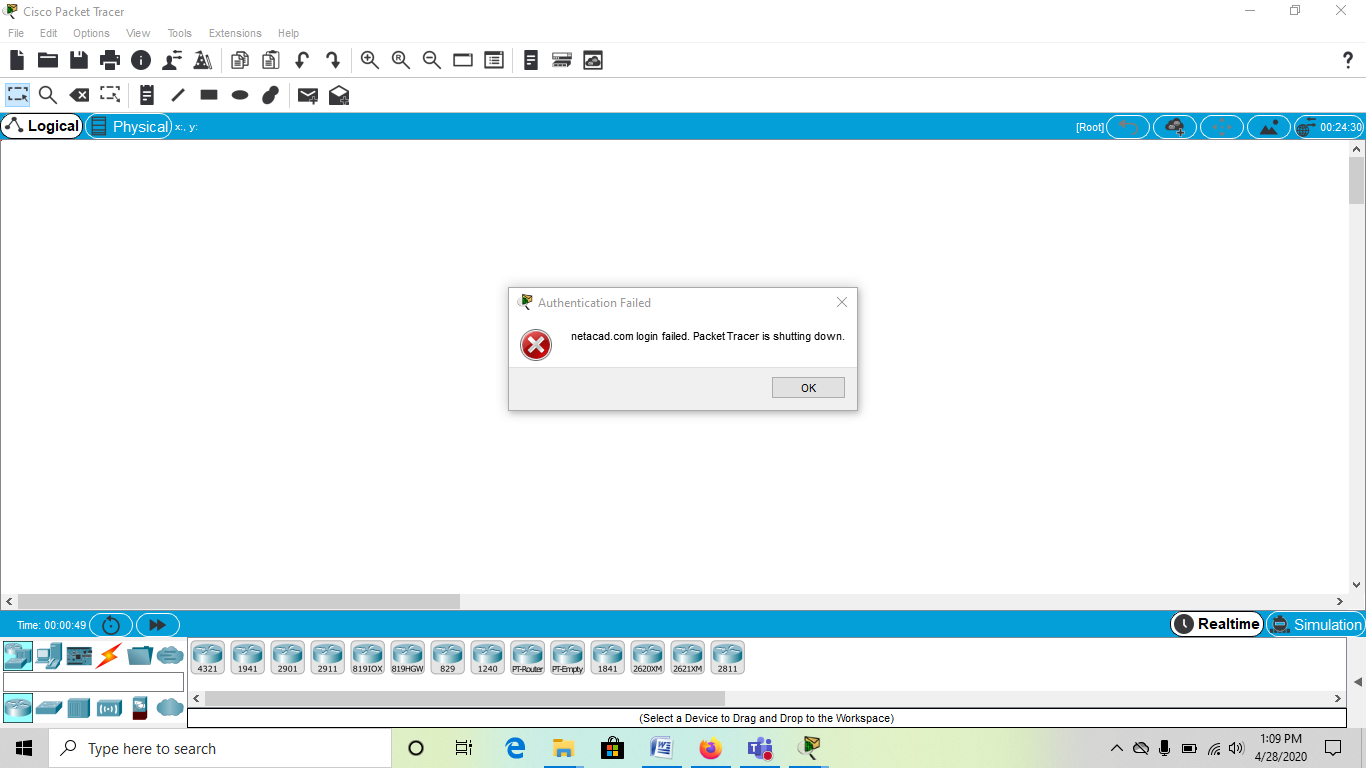 Cisco Packet Tracer
File Edit Options View Tools Extensions Help
Logical Physical x:, y: [Root] 00:24:30
Authentication Failed
netacad.com login failed. Packet Tracer is shutting down.
OK
Time: 00:00:49 Realtime Simulation
4321 1941 2901 2911 819IOX 819HGW 829 1240 PT-Router PT-Empty 1841 2620XM 2621XM 2811
(Select a Device to Drag and Drop to the Workspace)
Type here to search
1:09 PM
4/28/2020